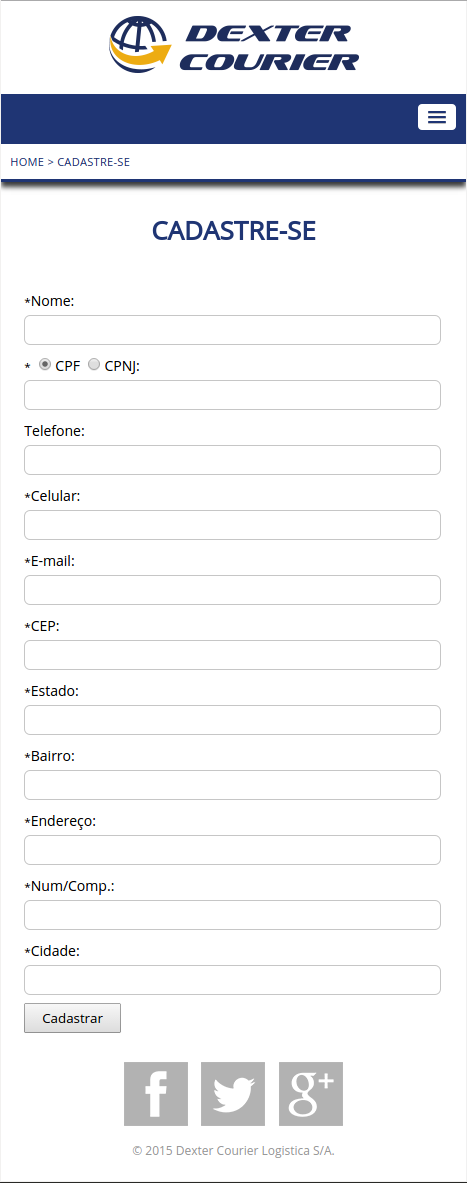 DEXTER
COURIER
HOME > CADASTRE-SE
CADASTRE-SE
*Nome:
* CPF CPNJ:
Telefone:
*Celular:
*E-mail:
*CEP:
*Estado:
*Bairro:
*Endereço:
*Num/Comp.:
*Cidade:
Cadastrar
© 2015 Dexter Courier Logistica S/A.